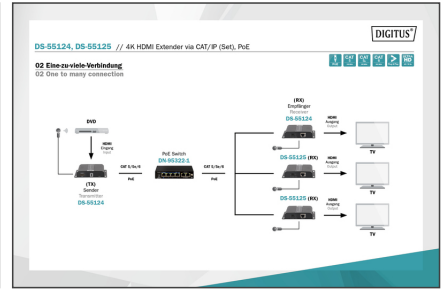 DIGITUS®
DS-55124, DS-55125 // 4K HDMI Extender via CAT/IP (Set), PoE
02 Eine-zu-viele-Verbindung
02 One to many connection
DVD
HDMI
Eingang
Input
(TX)
Sender
Transmitter
DS-55124
CAT 5/5e/6
PoE
PoE Switch
DN-95322-1
CAT 5/5e/6
PoE
(RX)
Empfänger
Receiver
DS-55124
HDMI
Ausgang
Output
TV
DS-55125 (RX)
HDMI
Ausgang
Output
TV
DS-55125 (RX)
HDMI
Ausgang
Output
TV